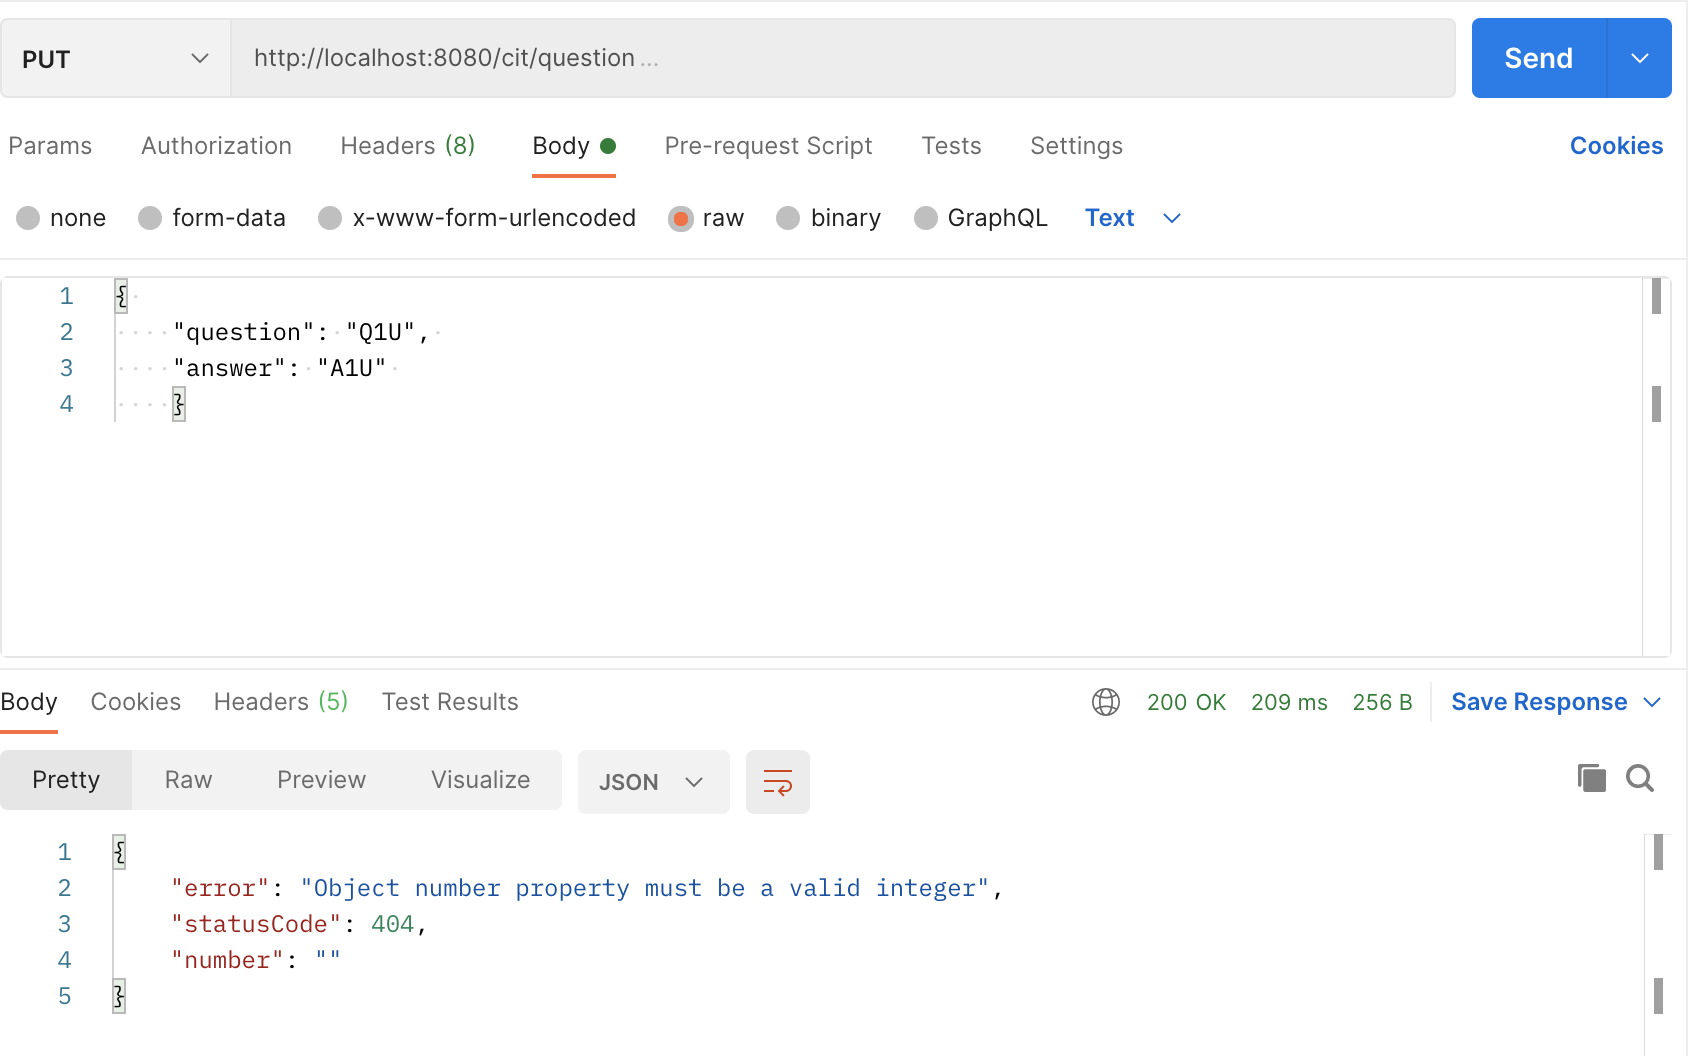 PUT http://localhost:8080/cit/question ... Send
Params Authorization Headers (8) Body Pre-request Script Tests Settings Cookies
none form-data x-www-form-urlencoded raw binary GraphQL Text
1 {
2 "question": "Q1U",
3 "answer": "A1U"
4 }
Body Cookies Headers (5) Test Results 200 OK 209 ms 256 B Save Response
Pretty Raw Preview Visualize JSON
1 {
2 "error": "Object number property must be a valid integer",
3 "statusCode": 404,
4 "number": ""
5 }